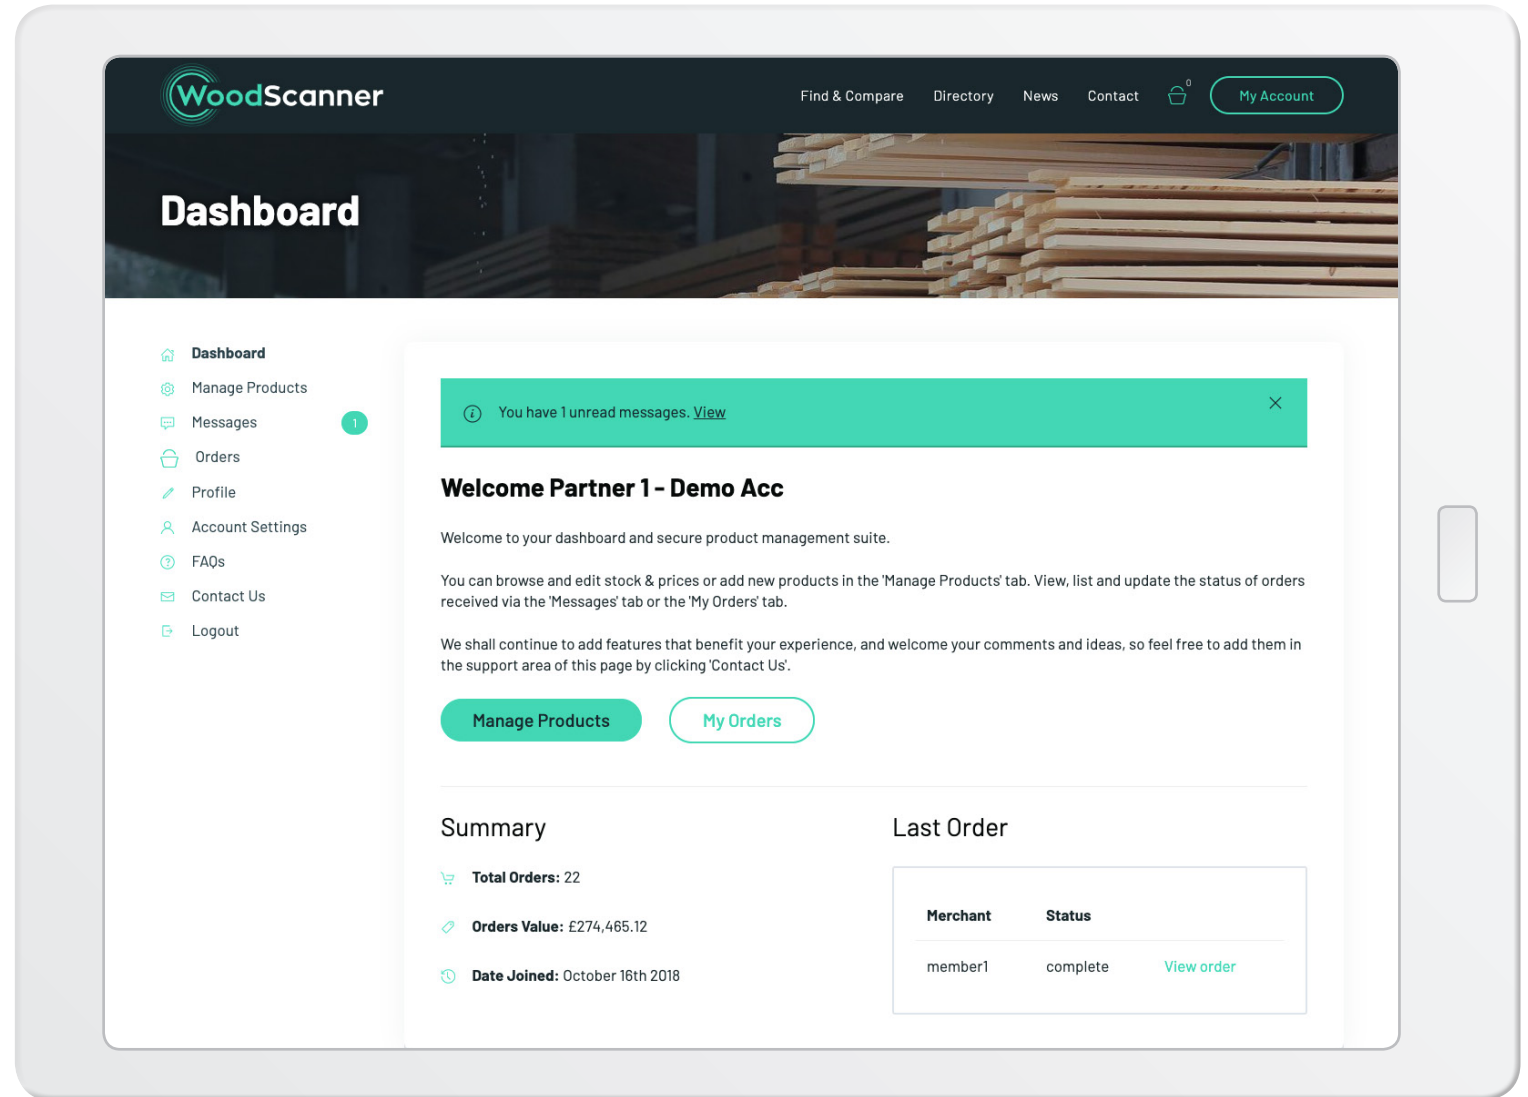 WoodScanner
Find & Compare
Directory
News
Contact
0
My Account
Dashboard
Dashboard
Manage Products
Messages
1
Orders
Profile
Account Settings
FAQs
Contact Us
Logout
You have 1 unread messages. View
Welcome Partner 1 - Demo Acc
Welcome to your dashboard and secure product management suite.
You can browse and edit stock & prices or add new products in the 'Manage Products' tab. View, list and update the status of orders
received via the 'Messages' tab or the 'My Orders' tab.
We shall continue to add features that benefit your experience, and welcome your comments and ideas, so feel free to add them in
the support area of this page by clicking 'Contact Us'.
Manage Products
My Orders
Summary
Total Orders: 22
Orders Value: £274,465.12
Date Joined: October 16th 2018
Last Order
Merchant Status
member1 complete View order